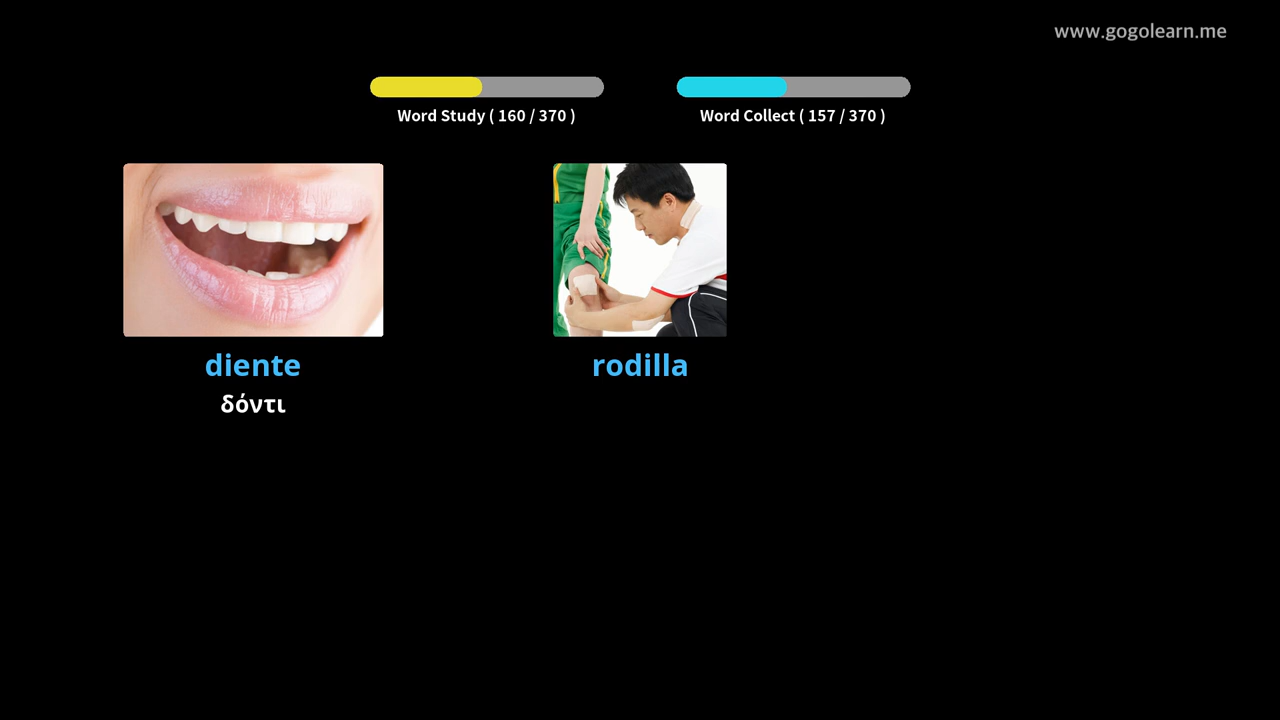 www.gogolearn.me
Word Study ( 160 / 370 )
Word Collect ( 157 / 370 )
diente
δόντι
rodilla